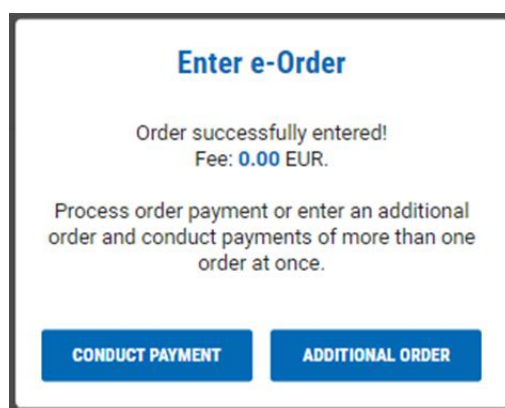 Enter e-Order
Order successfully entered!
Fee: 0.00 EUR.
Process order payment or enter an additional
order and conduct payments of more than one
order at once.
CONDUCT PAYMENT
ADDITIONAL ORDER